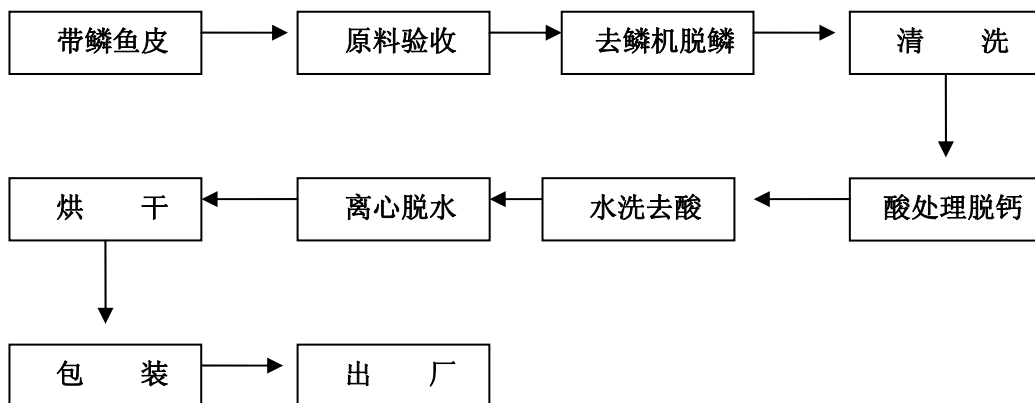 带鳞鱼皮
原料验收
去鳞机脱鳞
清 洗
烘 干
离心脱水
水洗去酸
酸处理脱钙
包 装
出 厂